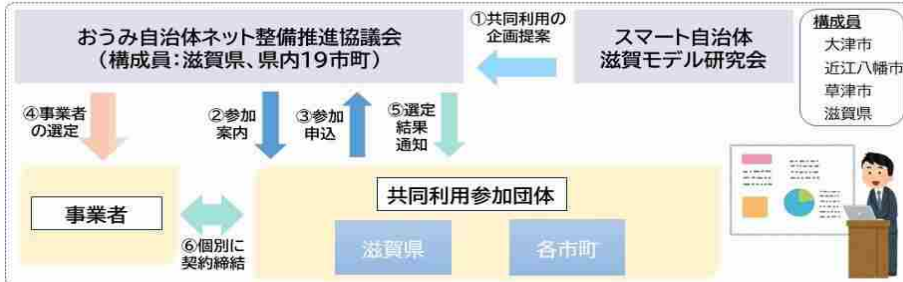 おうみ自治体ネット整備推進協議会
（構成員：滋賀県、県内19市町）
①共同利用の
企画提案
スマート自治体
滋賀モデル研究会
構成員
大津市
近江八幡市
草津市
滋賀県
④事業者
の選定
②参加
案内
③参加
申込
⑤選定
結果
通知
事業者
⑥個別に
契約締結
共同利用参加団体
滋賀県
各市町